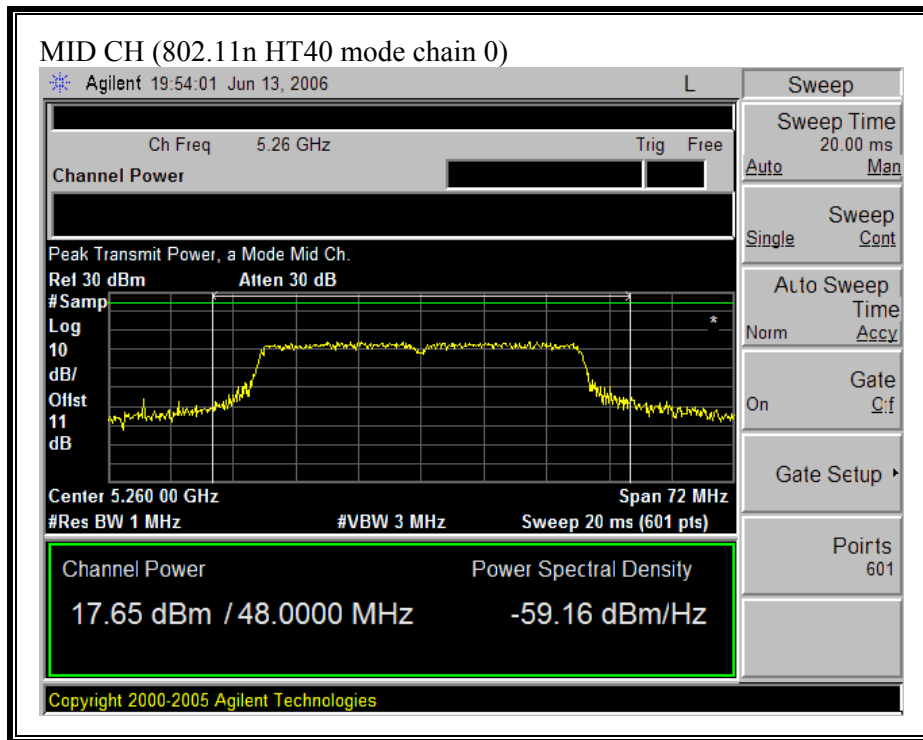 MID CH (802.11n HT40 mode chain 0)
Agilent 19:54:01 Jun 13, 2006 L
Ch Freq 5.26 GHz Trig Free
Channel Power
Peak Transmit Power, a Mode Mid Ch.
Ref 30 dBm Atten 30 dB
#Samp
Log
10
dB/
Offst
11
dB
*
Center 5.260 00 GHz Span 72 MHz
#Res BW 1 MHz #VBW 3 MHz Sweep 20 ms (601 pts)
Channel Power Power Spectral Density
17.65 dBm / 48.0000 MHz -59.16 dBm/Hz
Copyright 2000-2005 Agilent Technologies
Sweep
Sweep Time
20.00 ms
Auto Man
Sweep
Single Cont
Auto Sweep
Time
Norm Accy
Gate
On Off
Gate Setup
Points
601